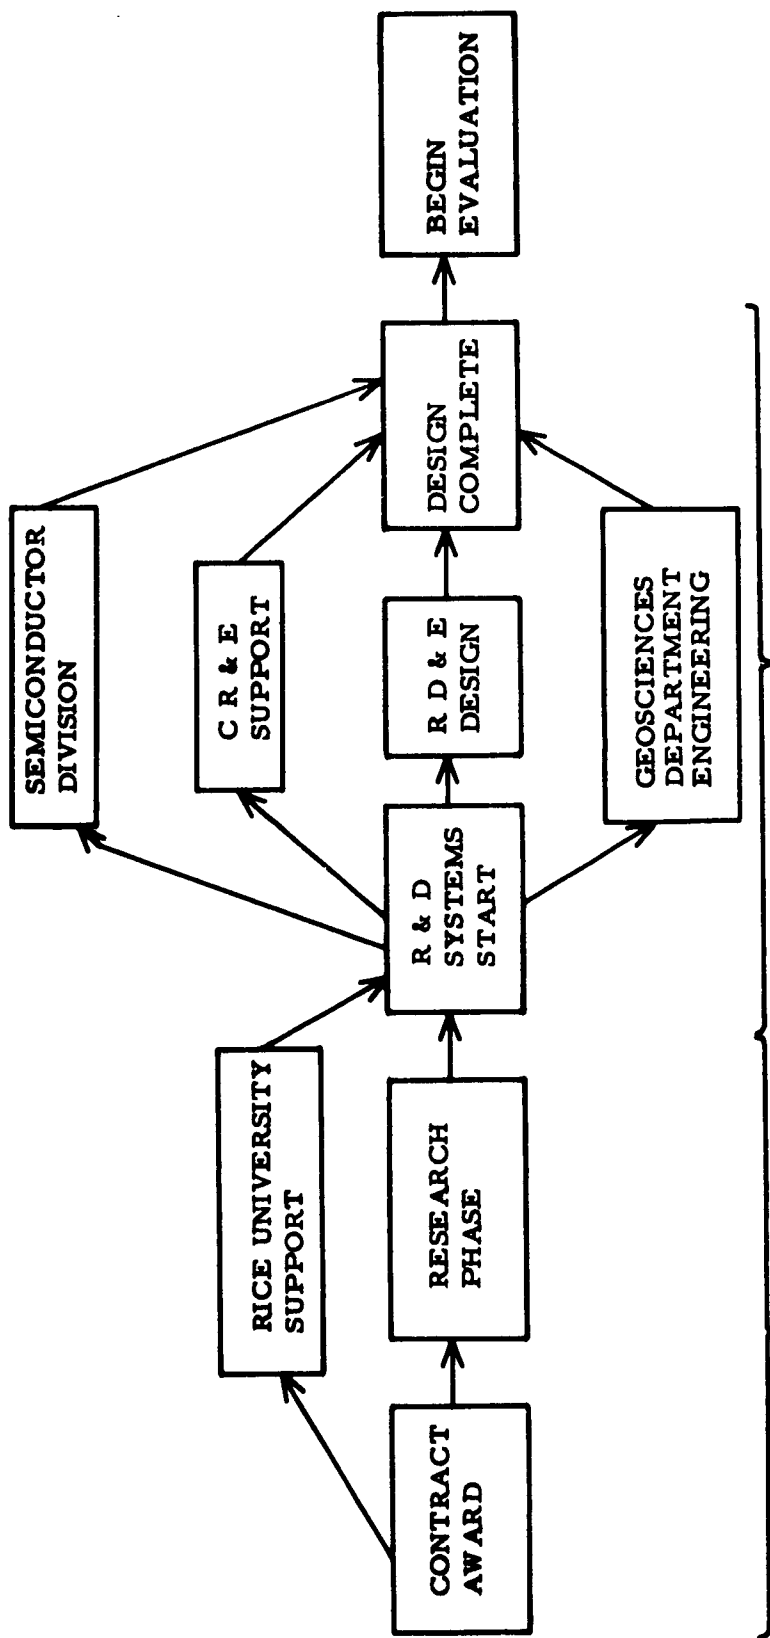 CONTRACT
AWARD
RICE UNIVERSITY
SUPPORT
RESEARCH
PHASE
R & D
SYSTEMS
START
SEMICONDUCTOR
DIVISION
C R & E
SUPPORT
R D & E
DESIGN
GEOSCIENCES
DEPARTMENT
ENGINEERING
DESIGN
COMPLETE
BEGIN
EVALUATION